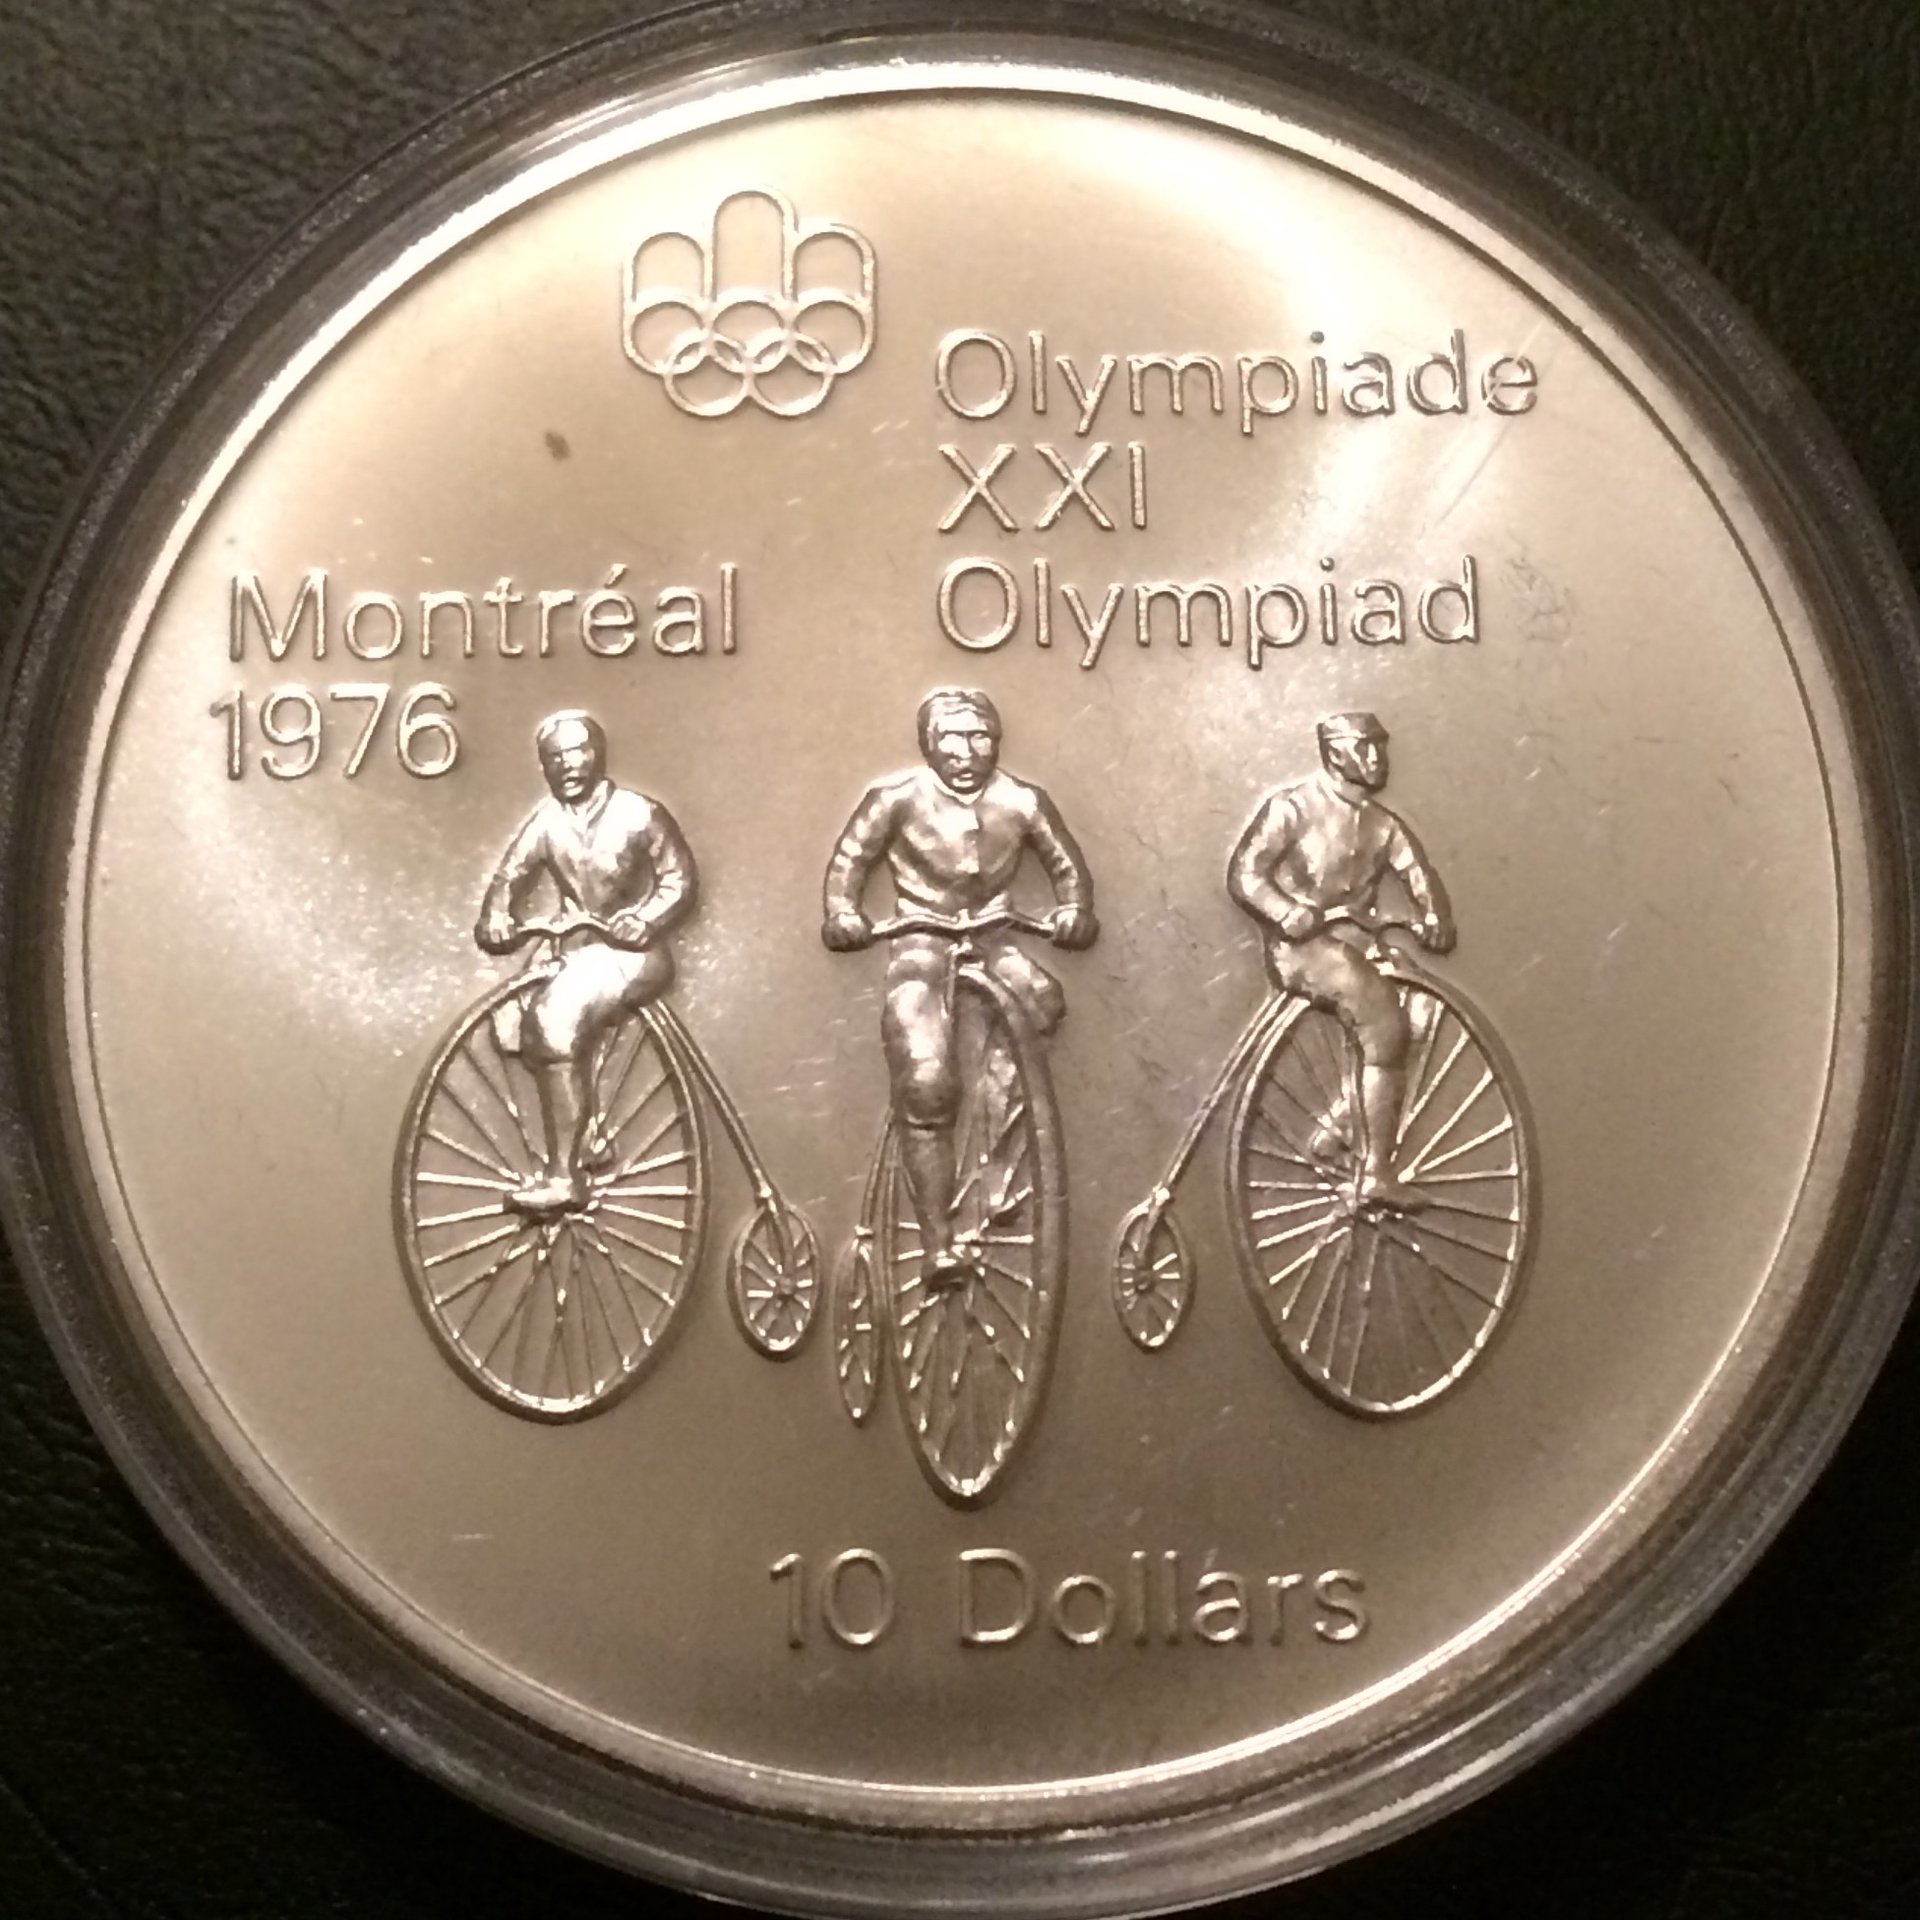 Olympiade
XXI
Olympiad
Montréal
1976
10 Dollars